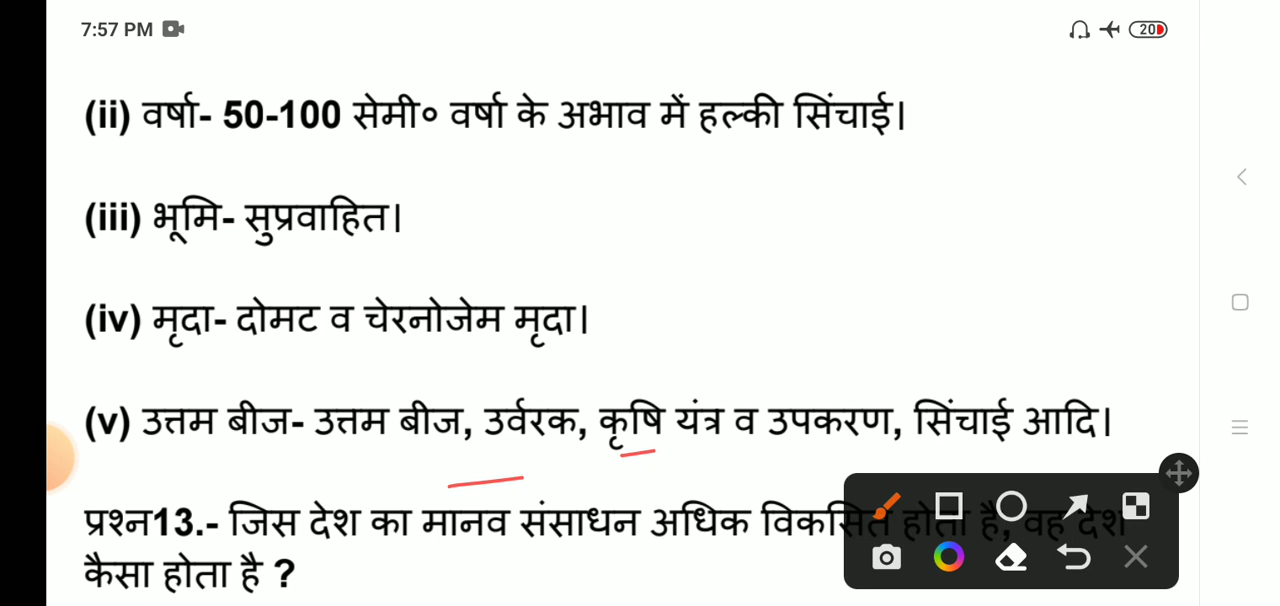 7:57 PM
20
(ii) वर्षा- 50-100 सेमी० वर्षा के अभाव में हल्की सिंचाई।
(iii) भूमि- सुप्रवाहित।
(iv) मृदा- दोमट व चेरनोजेम मृदा।
(v) उत्तम बीज- उत्तम बीज, उर्वरक, कृषि यंत्र व उपकरण, सिंचाई आदि।
प्रश्न13.- जिस देश का मानव संसाधन अधिक विकसित होता है, वह देश
कैसा होता है ?